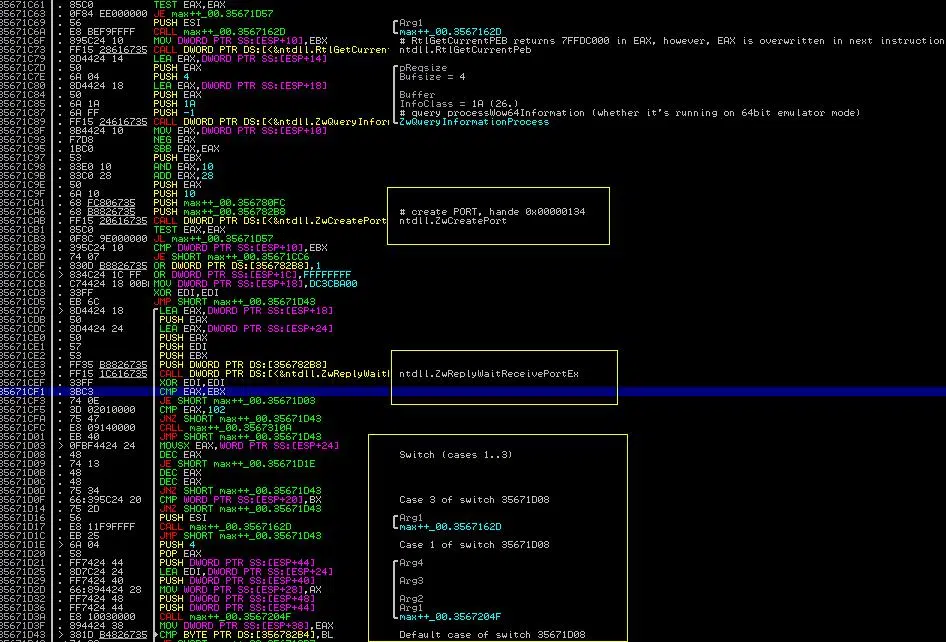 35671C61 . 85C0 TEST EAX,EAX
35671C63 . 0F84 EE000000 JE max++_00.35671D57
35671C69 . 56 PUSH ESI Arg1
35671C6A . E8 BEF9FFFF CALL max++_00.3567162D max++_00.3567162D
35671C6F . 895C24 10 MOV DWORD PTR SS:[ESP+10],EBX # RtlGetCurrentPEB returns 7FFDC000 in EAX, however, EAX is overwritten in next instruction
35671C73 . FF15 28616735 CALL DWORD PTR DS:[<&ntdll.RtlGetCurren ntdll.RtlGetCurrentPeb
35671C79 . 8D4424 14 LEA EAX,DWORD PTR SS:[ESP+14]
35671C7D . 50 PUSH EAX pReqsize
35671C7E . 6A 04 PUSH 4 Bufsize = 4
35671C80 . 8D4424 18 LEA EAX,DWORD PTR SS:[ESP+18]
35671C84 . 50 PUSH EAX Buffer
35671C85 . 6A 1A PUSH 1A InfoClass = 1A (26.)
35671C87 . 6A FF PUSH -1 # query processWow64Information (whether it's running on 64bit emulator mode)
35671C89 . FF15 24616735 CALL DWORD PTR DS:[<&ntdll.ZwQueryInfor ZwQueryInformationProcess
35671C8F . 8B4424 10 MOV EAX,DWORD PTR SS:[ESP+10]
35671C93 . F7D8 NEG EAX
35671C95 . 1BC0 SBB EAX,EAX
35671C97 . 53 PUSH EBX
35671C98 . 83E0 10 AND EAX,10
35671C9B . 83C0 28 ADD EAX,28
35671C9E . 50 PUSH EAX
35671C9F . 6A 10 PUSH 10
35671CA1 . 68 FC806735 PUSH max++_00.356780FC
35671CA6 . 68 B8826735 PUSH max++_00.356782B8 # create PORT, hande 0x00000134
35671CAB . FF15 20616735 CALL DWORD PTR DS:[<&ntdll.ZwCreatePort ntdll.ZwCreatePort
35671CB1 . 85C0 TEST EAX,EAX
35671CB3 . 0F8C 9E000000 JL max++_00.35671D57
35671CB9 . 395C24 10 CMP DWORD PTR SS:[ESP+10],EBX
35671CBD . 74 07 JE SHORT max++_00.35671CC6
35671CBF . 830D B8826735 OR DWORD PTR DS:[356782B8],1
35671CC6 > 834C24 1C FF OR DWORD PTR SS:[ESP+1C],FFFFFFFF
35671CCB . C74424 18 00B MOV DWORD PTR SS:[ESP+18],DC3CBA00
35671CD3 . 33FF XOR EDI,EDI
35671CD5 . EB 6C JMP SHORT max++_00.35671D43
35671CD7 > 8D4424 18 LEA EAX,DWORD PTR SS:[ESP+18]
35671CDB . 50 PUSH EAX
35671CDC . 8D4424 24 LEA EAX,DWORD PTR SS:[ESP+24]
35671CE0 . 50 PUSH EAX
35671CE1 . 57 PUSH EDI
35671CE2 . 53 PUSH EBX
35671CE3 . FF35 B8826735 PUSH DWORD PTR DS:[356782B8]
35671CE9 . FF15 1C616735 CALL DWORD PTR DS:[<&ntdll.ZwReplyWaitR ntdll.ZwReplyWaitReceivePortEx
35671CEF . 33FF XOR EDI,EDI
35671CF1 . 3BC3 CMP EAX,EBX
35671CF3 . 74 0E JE SHORT max++_00.35671D03
35671CF5 . 3D 02010000 CMP EAX,102
35671CFA . 75 47 JNZ SHORT max++_00.35671D43
35671CFC . E8 09140000 CALL max++_00.3567310A
35671D01 . EB 40 JMP SHORT max++_00.35671D43
35671D03 > 0FBF4424 24 MOVSX EAX,WORD PTR SS:[ESP+24]
35671D08 . 48 DEC EAX Switch (cases 1..3)
35671D09 . 74 13 JE SHORT max++_00.35671D1E
35671D0B . 48 DEC EAX
35671D0C . 48 DEC EAX
35671D0D . 75 34 JNZ SHORT max++_00.35671D43
35671D0F . 66:395C24 20 CMP WORD PTR SS:[ESP+20],BX Case 3 of switch 35671D08
35671D14 . 75 2D JNZ SHORT max++_00.35671D43
35671D16 . 56 PUSH ESI Arg1
35671D17 . E8 11F9FFFF CALL max++_00.3567162D max++_00.3567162D
35671D1C . EB 25 JMP SHORT max++_00.35671D43
35671D1E > 6A 04 PUSH 4 Case 1 of switch 35671D08
35671D20 . 58 POP EAX
35671D21 . FF7424 44 PUSH DWORD PTR SS:[ESP+44] Arg4
35671D25 . 8D7C24 24 LEA EDI,DWORD PTR SS:[ESP+24]
35671D29 . FF7424 40 PUSH DWORD PTR SS:[ESP+40] Arg3
35671D2D . 66:894424 28 MOV WORD PTR SS:[ESP+28],AX
35671D32 . FF7424 48 PUSH DWORD PTR SS:[ESP+48] Arg2
35671D36 . FF7424 44 PUSH DWORD PTR SS:[ESP+44] Arg1
35671D3A . E8 10030000 CALL max++_00.3567204F max++_00.3567204F
35671D3F . 894424 38 MOV DWORD PTR SS:[ESP+38],EAX
35671D43 > 381D B4826735 CMP BYTE PTR DS:[356782B4],BL Default case of switch 35671D08